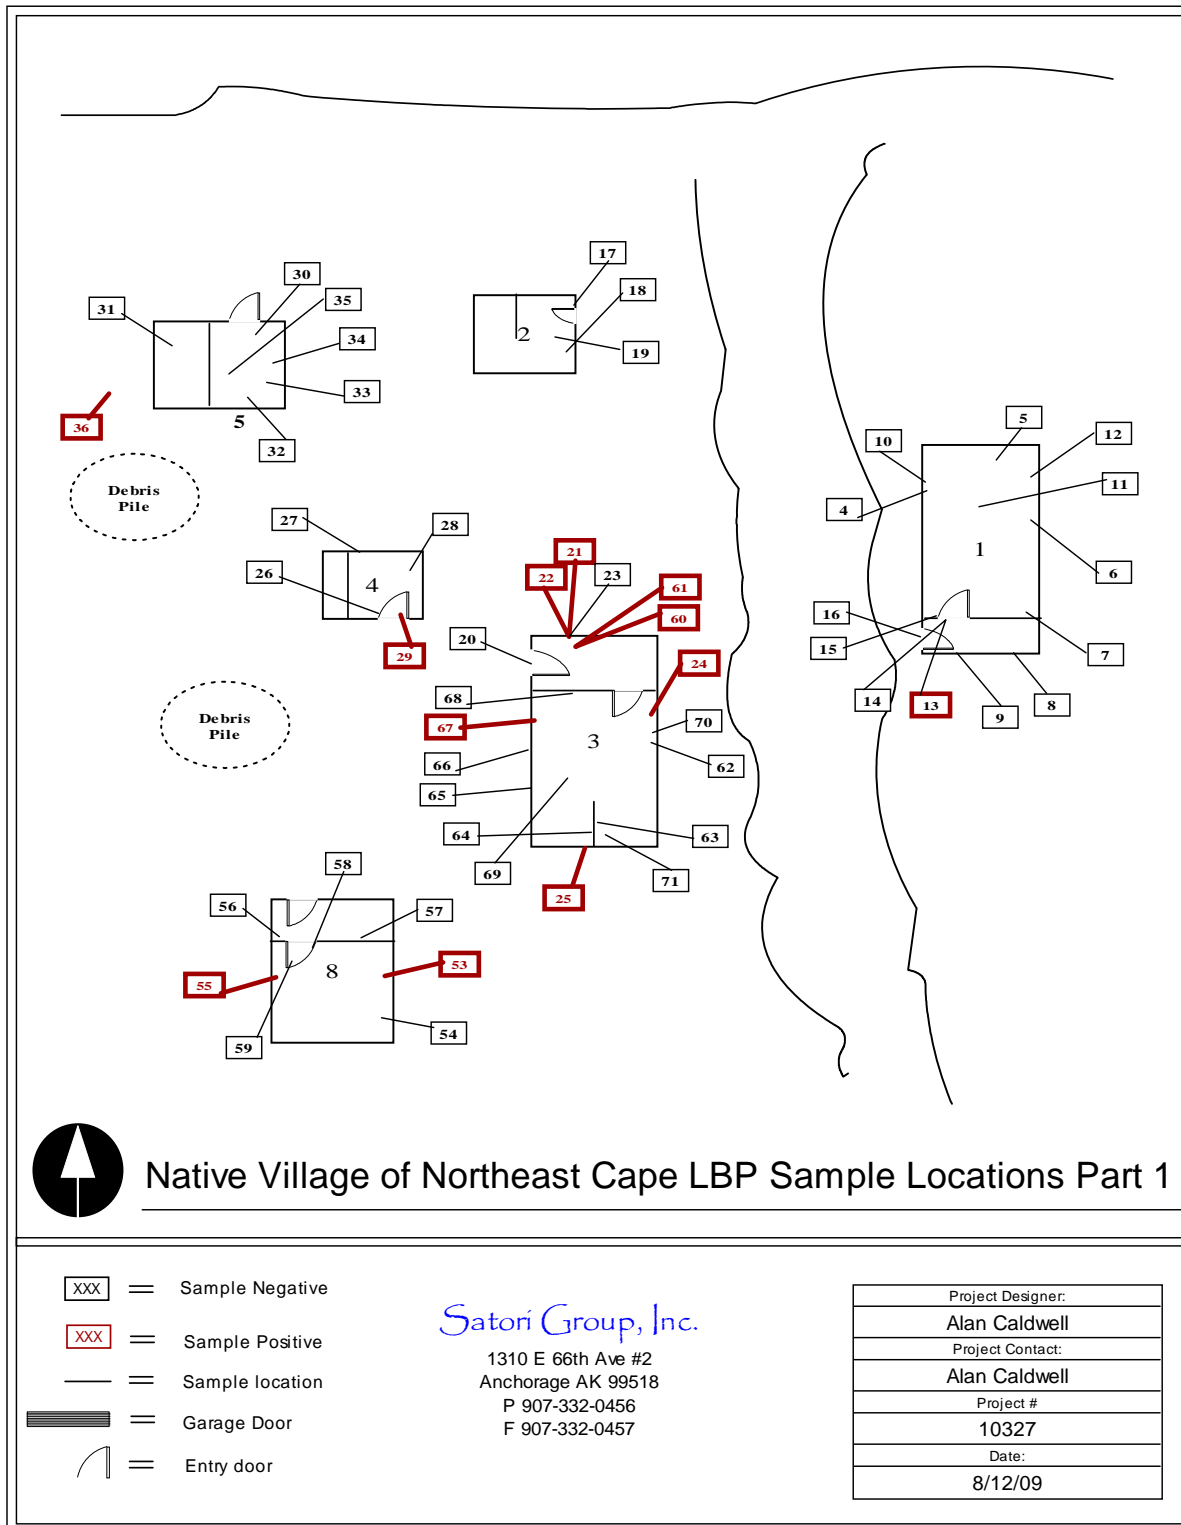 17
30
18
35
31
34
2
19
33
5
36
32
5
12
10
Debris
Pile
11
4
27
28
21
1
22
23
26
4
61
6
60
16
20
29
24
15
7
68
14
13
8
9
67
70
Debris
Pile
3
66
62
65
64
63
58
69
71
25
56
57
8
53
55
54
59
Native Village of Northeast Cape LBP Sample Locations Part 1
XXX = Sample Negative
XXX = Sample Positive
= Sample location
= Garage Door
= Entry door
Satori Group, Inc.
1310 E 66th Ave #2
Anchorage AK 99518
P 907-332-0456
F 907-332-0457
Project Designer:
Alan Caldwell
Project Contact:
Alan Caldwell
Project #
10327
Date:
8/12/09